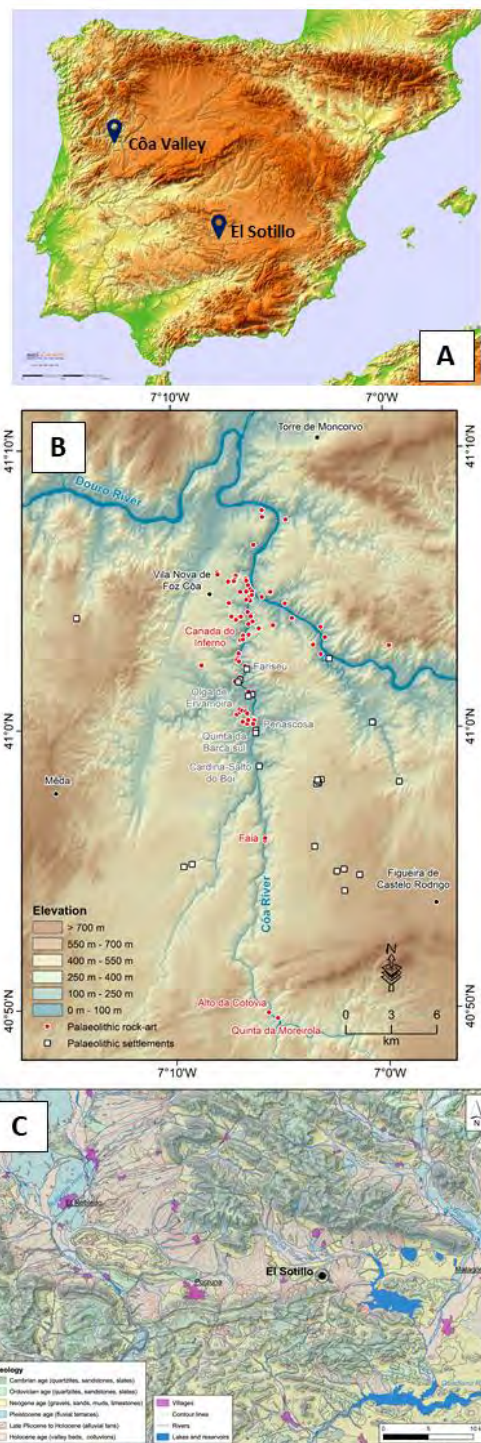 Côa Valley
El Sotillo
A
7°10'W
7°0'W
B
Torre de Moncorvo
41°10'N
41°10'N
Douro River
Vila Nova de
Foz Côa
Canada do
Inferno
Fariseu
Olga de
Ervamoira
Penascosa
41°0'N
41°0'N
Quinta da
Barca sul
Cardina-Salto
do Boi
Mêda
Faia
Figueira de
Castelo Rodrigo
Côa River
Elevation
> 700 m
550 m - 700 m
400 m - 550 m
250 m - 400 m
100 m - 250 m
0 m - 100 m
N
Alto da Cotovia
Quinta da Moreirola
40°50'N
40°50'N
Palaeolithic rock-art
Palaeolithic settlements
0 3 6
km
7°10'W
7°0'W
C
N
El Sotillo
Malagón
Geology
Cambrian age (quartzites, sandstones, slates)
Ordovician age (quartzites, sandstones, slates)
Neogene age (gravels, sands, muds, limestones)
Pleistocene age (fluvial terraces)
Late Pliocene to Holocene (alluvial fans)
Holocene age (valley beds, colluvions)
Villages
Contour lines
Rivers
Lakes and reservoirs
0 5 10